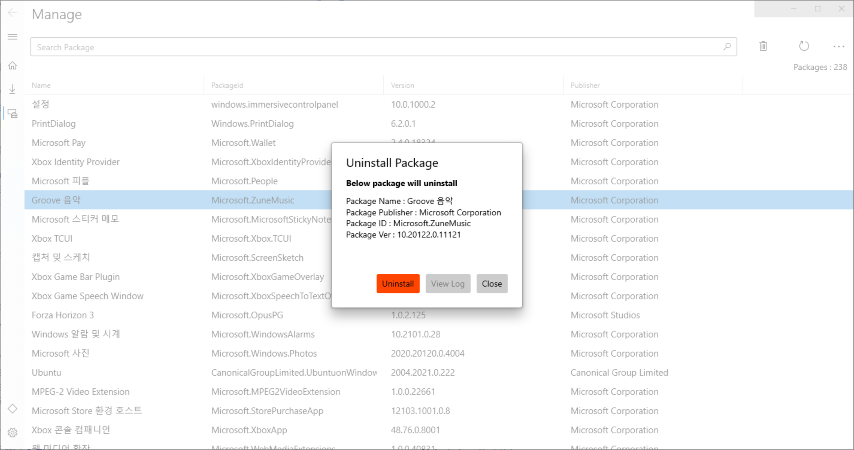 Manage
Search Package
Packages : 238
Name PackageId Version Publisher
설정 windows.immersivecontrolpanel 10.0.1000.2 Microsoft Corporation
PrintDialog Windows.PrintDialog 6.2.0.1 Microsoft Corporation
Microsoft Pay Microsoft.Wallet 2.4.0.18324 Microsoft Corporation
Xbox Identity Provider Microsoft.XboxIdentityProvide Microsoft Corporation
Microsoft 피플 Microsoft.People Microsoft Corporation
Groove 음악 Microsoft.ZuneMusic Microsoft Corporation
Microsoft 스티커 메모 Microsoft.MicrosoftStickyNote Microsoft Corporation
Xbox TCUI Microsoft.Xbox.TCUI Microsoft Corporation
캡처 및 스케치 Microsoft.ScreenSketch Microsoft Corporation
Xbox Game Bar Plugin Microsoft.XboxGameOverlay Microsoft Corporation
Xbox Game Speech Window Microsoft.XboxSpeechToTextO Microsoft Corporation
Forza Horizon 3 Microsoft.OpusPG 1.0.2.125 Microsoft Studios
Windows 알람 및 시계 Microsoft.WindowsAlarms 10.2101.0.28 Microsoft Corporation
Microsoft 사진 Microsoft.Windows.Photos 2020.20120.0.4004 Microsoft Corporation
Ubuntu CanonicalGroupLimited.UbuntuonWindow 2004.2021.0.222 Canonical Group Limited
MPEG-2 Video Extension Microsoft.MPEG2VideoExtension 1.0.0.22661 Microsoft Corporation
Microsoft Store 환경 호스트 Microsoft.StorePurchaseApp 12103.1001.0.8 Microsoft Corporation
Xbox 콘솔 컴패니언 Microsoft.XboxApp 48.76.0.8001 Microsoft Corporation
웹 미디어 확장 Microsoft.WebMediaExtensions 1.0.0.40831 Microsoft Corporation
Uninstall Package
Below package will uninstall
Package Name : Groove 음악
Package Publisher : Microsoft Corporation
Package ID : Microsoft.ZuneMusic
Package Ver : 10.20122.0.11121
Uninstall View Log Close